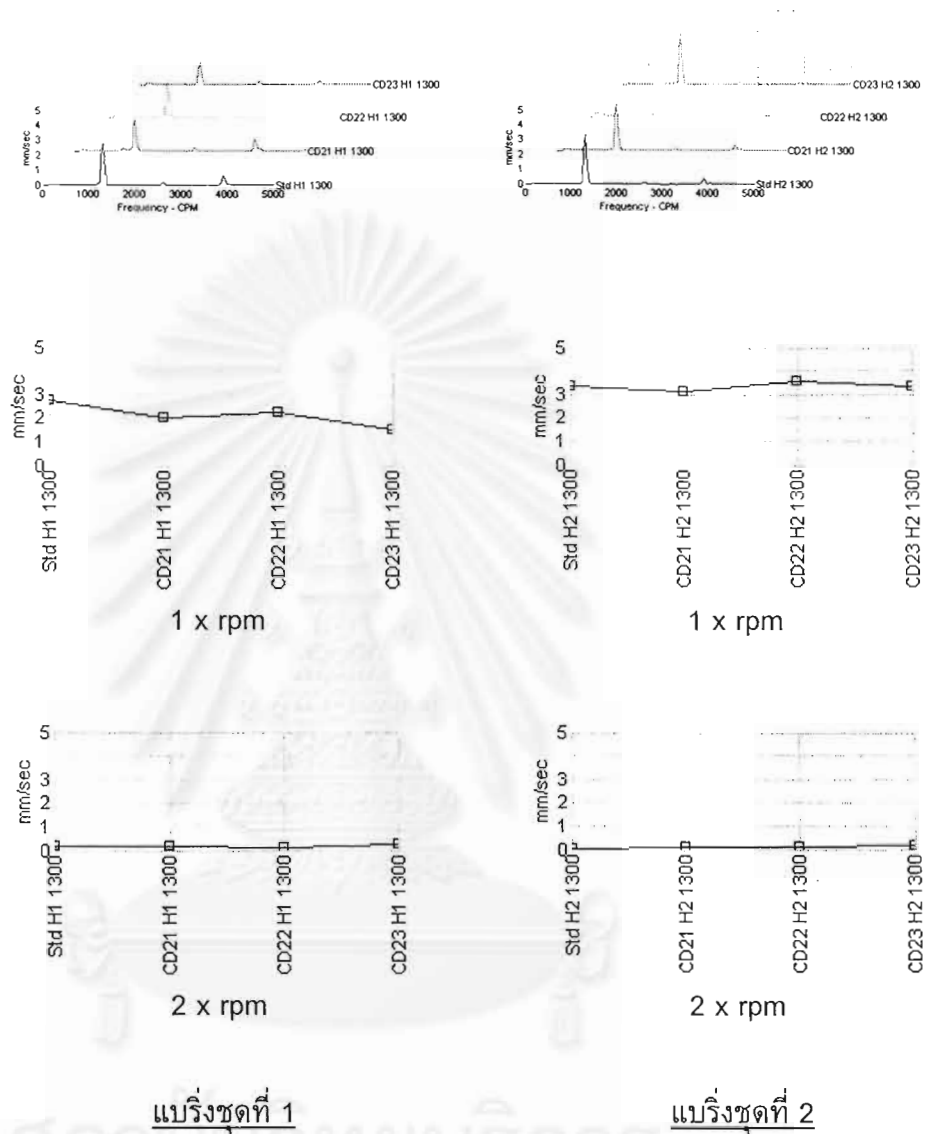 CD23 H1 1300
CD22 H1 1300
CD21 H1 1300
Std H1 1300
mm/sec
5
4
3
2
1
0
0 1000 2000 3000 4000 5000
Frequency - CPM
CD23 H2 1300
CD22 H2 1300
CD21 H2 1300
Std H2 1300
mm/sec
5
4
3
2
1
0
0 1000 2000 3000 4000 5000
Frequency - CPM
mm/sec
5
3
2
1
0
Std H1 1300
CD21 H1 1300
CD22 H1 1300
CD23 H1 1300
1 x rpm
mm/sec
5
3
2
1
0
Std H2 1300
CD21 H2 1300
CD22 H2 1300
CD23 H2 1300
1 x rpm
mm/sec
5
3
2
1
0
Std H1 1300
CD21 H1 1300
CD22 H1 1300
CD23 H1 1300
2 x rpm
mm/sec
5
3
2
1
0
Std H2 1300
CD21 H2 1300
CD22 H2 1300
CD23 H2 1300
2 x rpm
แบริ่งชุดที่ 1
แบริ่งชุดที่ 2